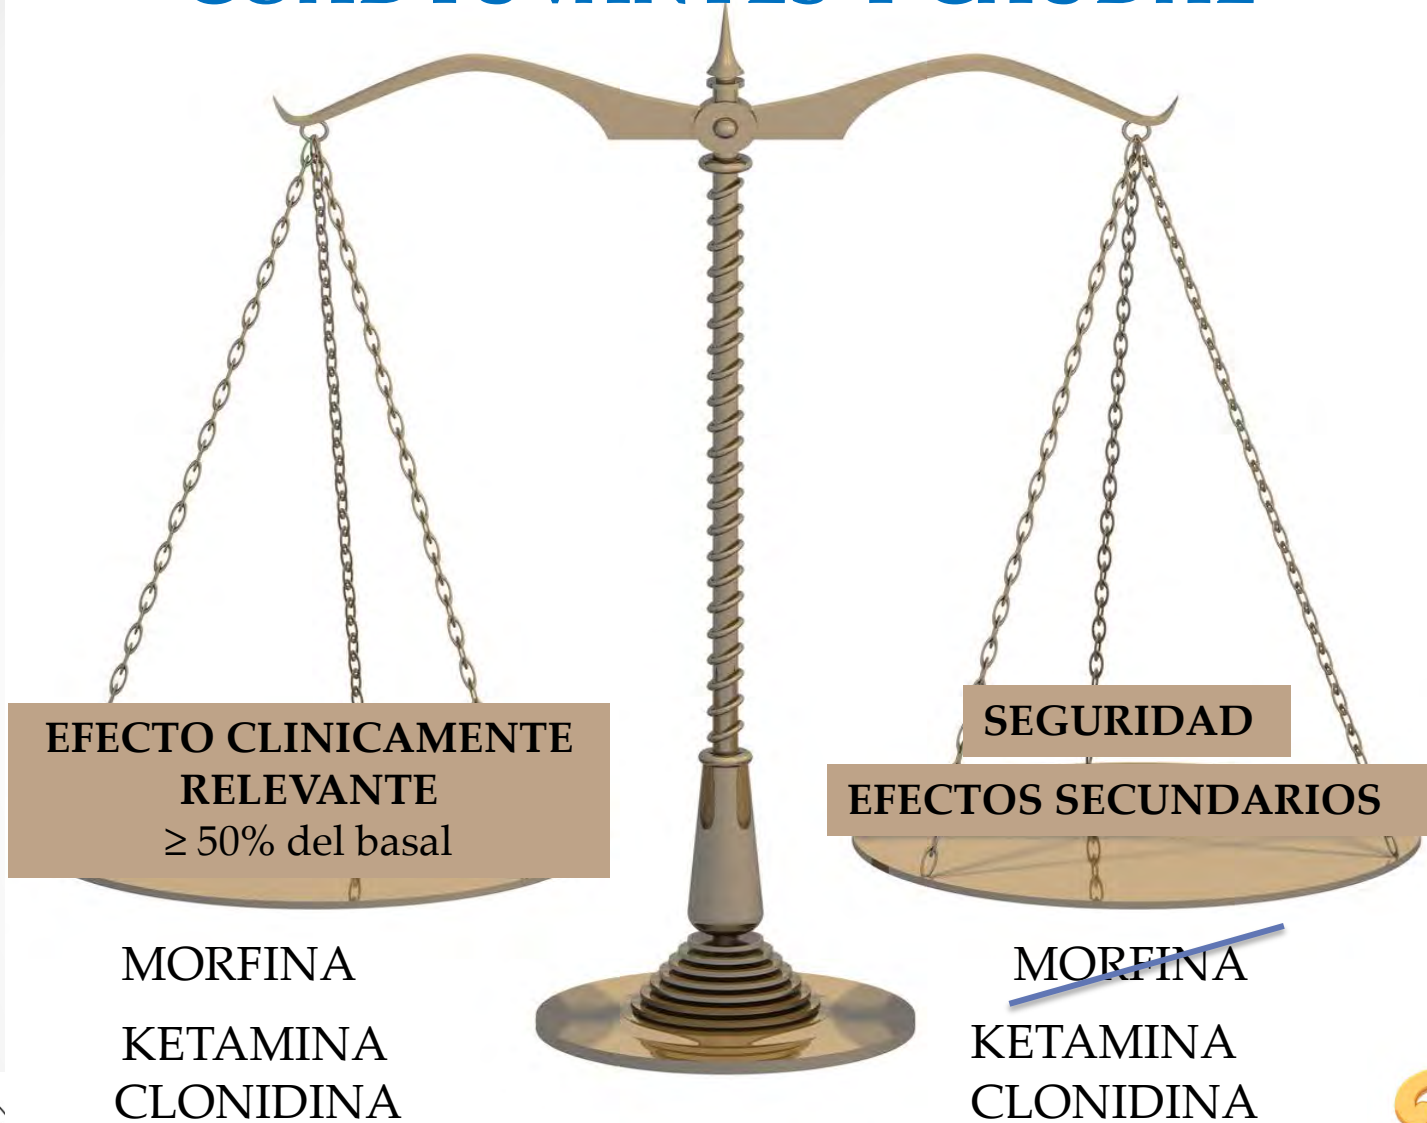 EFECTO CLINICAMENTE
RELEVANTE
≥ 50% del basal
SEGURIDAD
EFECTOS SECUNDARIOS
MORFINA
KETAMINA
CLONIDINA
MORFINA
KETAMINA
CLONIDINA